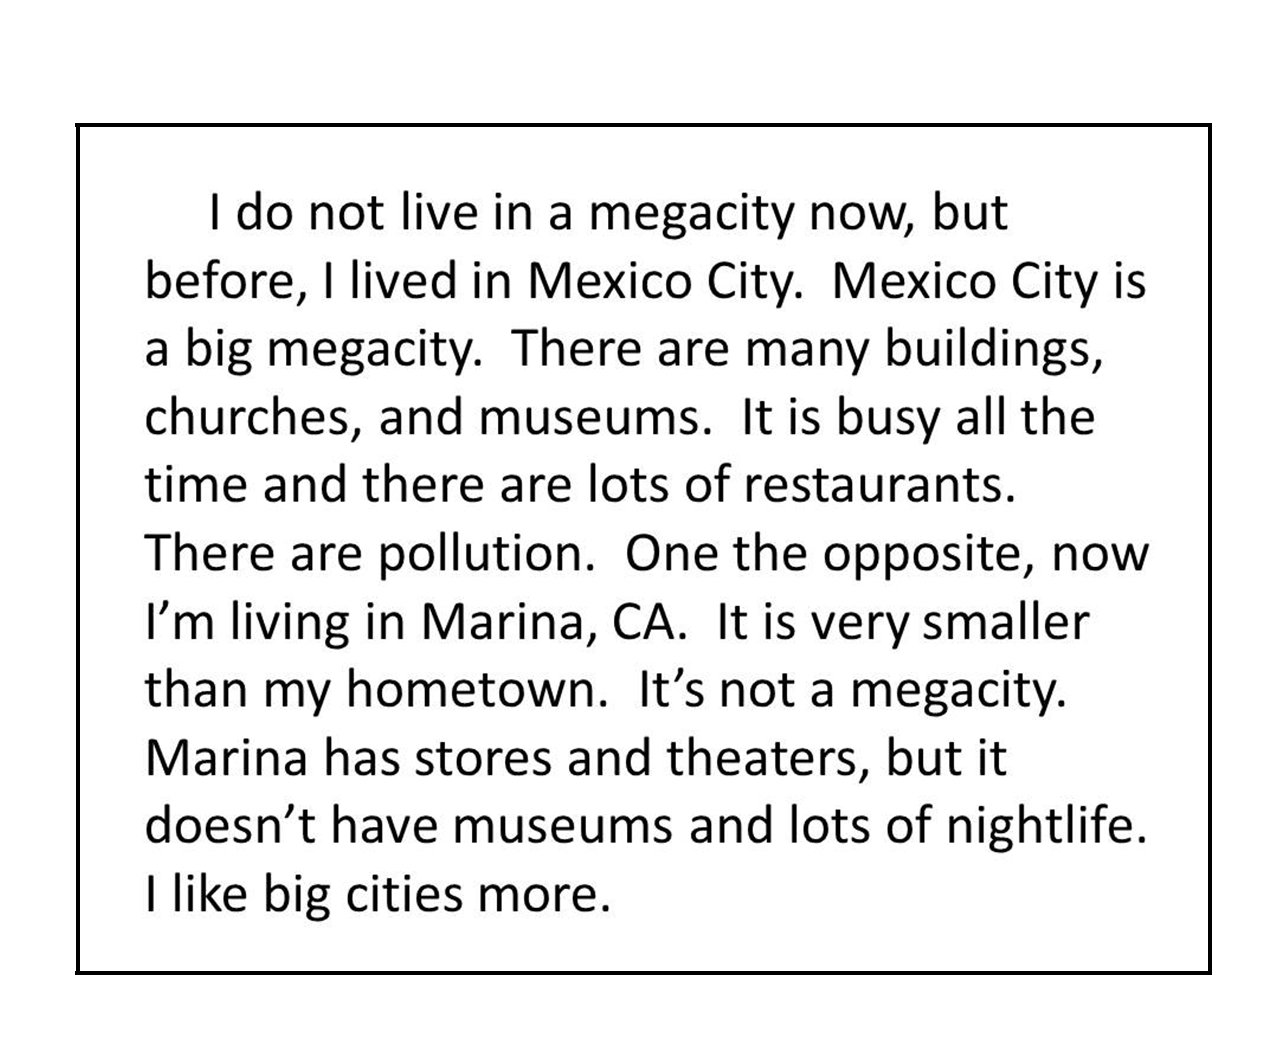 I do not live in a megacity now, but
before, I lived in Mexico City.  Mexico City is
a big megacity.  There are many buildings,
churches, and museums.  It is busy all the
time and there are lots of restaurants.
There are pollution.  One the opposite, now
I’m living in Marina, CA.  It is very smaller
than my hometown.  It’s not a megacity.
Marina has stores and theaters, but it
doesn’t have museums and lots of nightlife.
I like big cities more.